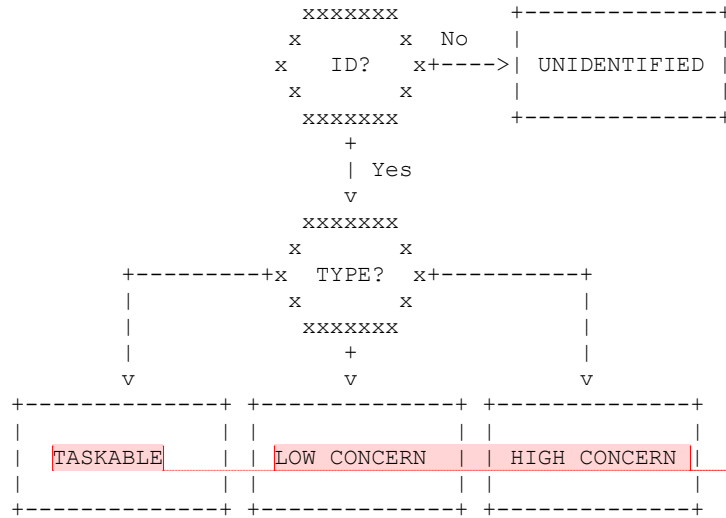 No
ID?
UNIDENTIFIED
Yes
TYPE?
TASKABLE LOW CONCERN HIGH CONCERN